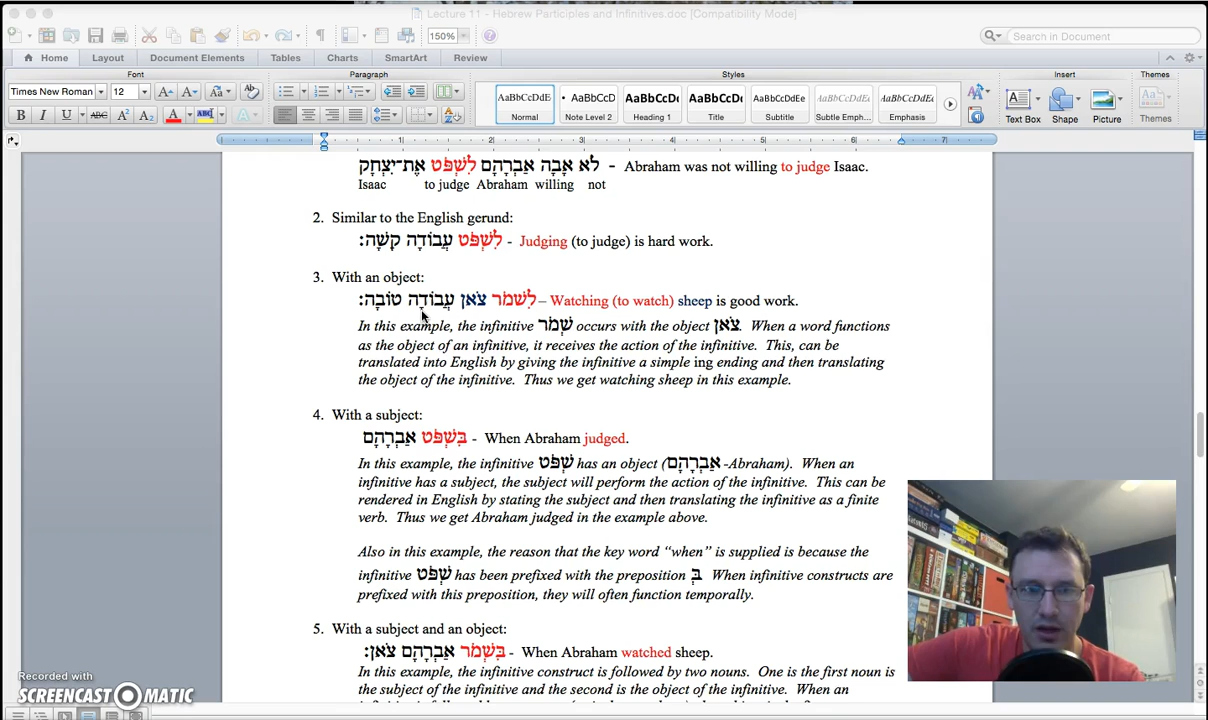 Lecture 11 - Hebrew Participles and Infinitives.doc [Compatibility Mode]
150%
Search in Document
Home Layout Document Elements Tables Charts SmartArt Review
Font Paragraph Styles Insert Themes
Times New Roman 12
AaBbCcDdE AaBbCcD AaBbCcDc AaBbCcDc AaBbCcDdEe AaBbCcDdEe AaBbCcDdEe
Normal Note Level 2 Heading 1 Title Subtitle Subtle Emph... Emphasis Text Box Shape Picture Themes
1 2 3 4 5 6 7
לֹא אָבָה אַבְרָהָם לִשְׁפֹּט אֶת־יִצְחָק - Abraham was not willing to judge Isaac.
Isaac to judge Abraham willing not
2. Similar to the English gerund:
לִשְׁפֹּט עֲבוֹדָה קָשָׁה׃ - Judging (to judge) is hard work.
3. With an object:
לִשְׁמֹר צֹאן עֲבוֹדָה טוֹבָה׃ – Watching (to watch) sheep is good work.
In this example, the infinitive שְׁמֹר occurs with the object צֹאן. When a word functions
as the object of an infinitive, it receives the action of the infinitive. This, can be
translated into English by giving the infinitive a simple ing ending and then translating
the object of the infinitive. Thus we get watching sheep in this example.
4. With a subject:
בִּשְׁפֹּט אַבְרָהָם - When Abraham judged.
In this example, the infinitive שְׁפֹּט has an object (אַבְרָהָם -Abraham). When an
infinitive has a subject, the subject will perform the action of the infinitive. This can be
rendered in English by stating the subject and then translating the infinitive as a finite
verb. Thus we get Abraham judged in the example above.
Also in this example, the reason that the key word “when” is supplied is because the
infinitive שְׁפֹּט has been prefixed with the preposition בְּ When infinitive constructs are
prefixed with this preposition, they will often function temporally.
5. With a subject and an object:
בִּשְׁמֹר אַבְרָהָם צֹאן׃ - When Abraham watched sheep.
In this example, the infinitive construct is followed by two nouns. One is the first noun is
the subject of the infinitive and the second is the object of the infinitive. When an
Recorded with
SCREENCAST MATIC